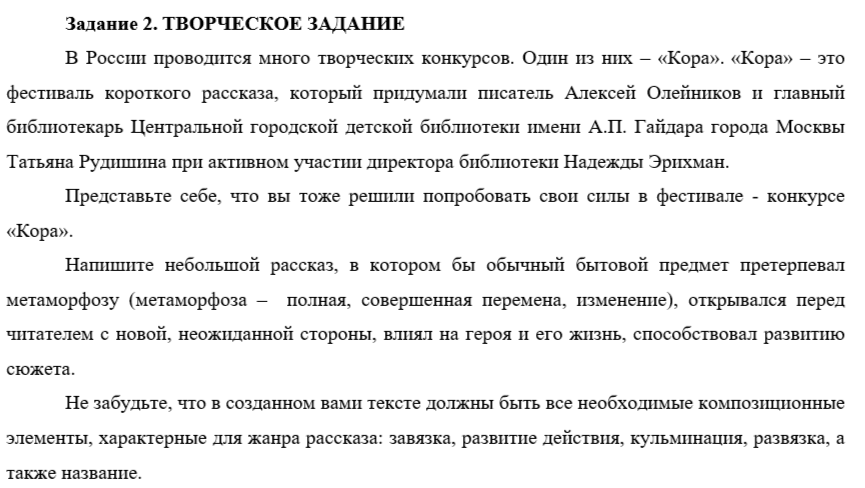 Задание 2. ТВОРЧЕСКОЕ ЗАДАНИЕ
В России проводится много творческих конкурсов. Один из них – «Кора». «Кора» – это
фестиваль короткого рассказа, который придумали писатель Алексей Олейников и главный
библиотекарь Центральной городской детской библиотеки имени А.П. Гайдара города Москвы
Татьяна Рудишина при активном участии директора библиотеки Надежды Эрихман.
Представьте себе, что вы тоже решили попробовать свои силы в фестивале - конкурсе
«Кора».
Напишите небольшой рассказ, в котором бы обычный бытовой предмет претерпевал
метаморфозу (метаморфоза – полная, совершенная перемена, изменение), открывался перед
читателем с новой, неожиданной стороны, влиял на героя и его жизнь, способствовал развитию
сюжета.
Не забудьте, что в созданном вами тексте должны быть все необходимые композиционные
элементы, характерные для жанра рассказа: завязка, развитие действия, кульминация, развязка, а
также название.